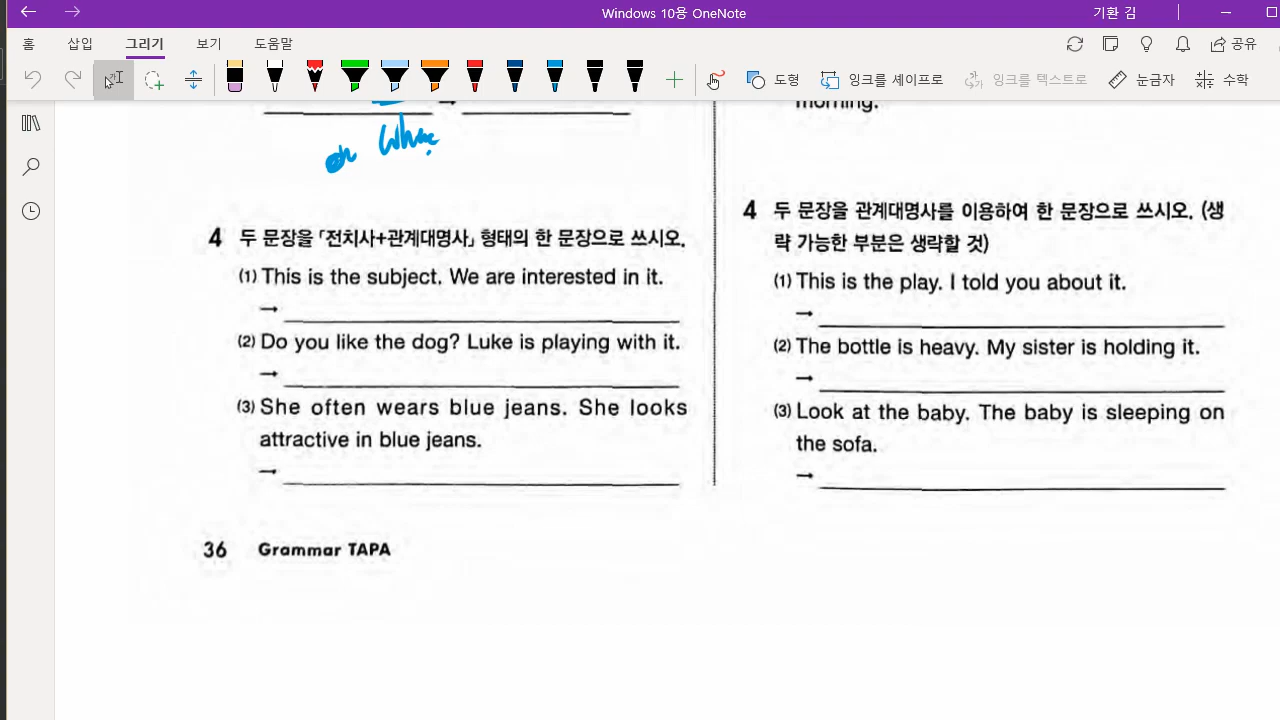 Windows 10용 OneNote
기환 김
홈 삽입 그리기 보기 도움말
공유
도형 잉크를 셰이프로 잉크를 텍스트로 눈금자 수학
on
4 두 문장을 「전치사+관계대명사」 형태의 한 문장으로 쓰시오.
(1) This is the subject. We are interested in it.
→
(2) Do you like the dog? Luke is playing with it.
→
(3) She often wears blue jeans. She looks
attractive in blue jeans.
→
36 Grammar TAPA
morning.
4 두 문장을 관계대명사를 이용하여 한 문장으로 쓰시오. (생
략 가능한 부분은 생략할 것)
(1) This is the play. I told you about it.
→
(2) The bottle is heavy. My sister is holding it.
→
(3) Look at the baby. The baby is sleeping on
the sofa.
→